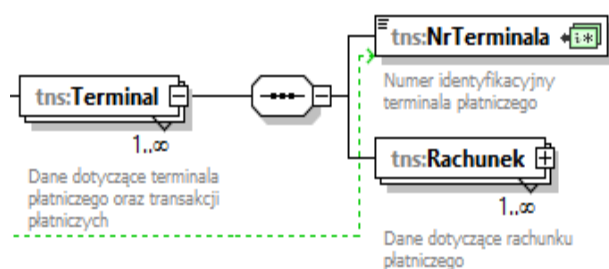 tns:NrTerminala
i*
Numer identyfikacyjny
terminala płatniczego
tns:Terminal
1..∞
Dane dotyczące terminala
płatniczego oraz transakcji
płatniczych
tns:Rachunek
1..∞
Dane dotyczące rachunku
płatniczego